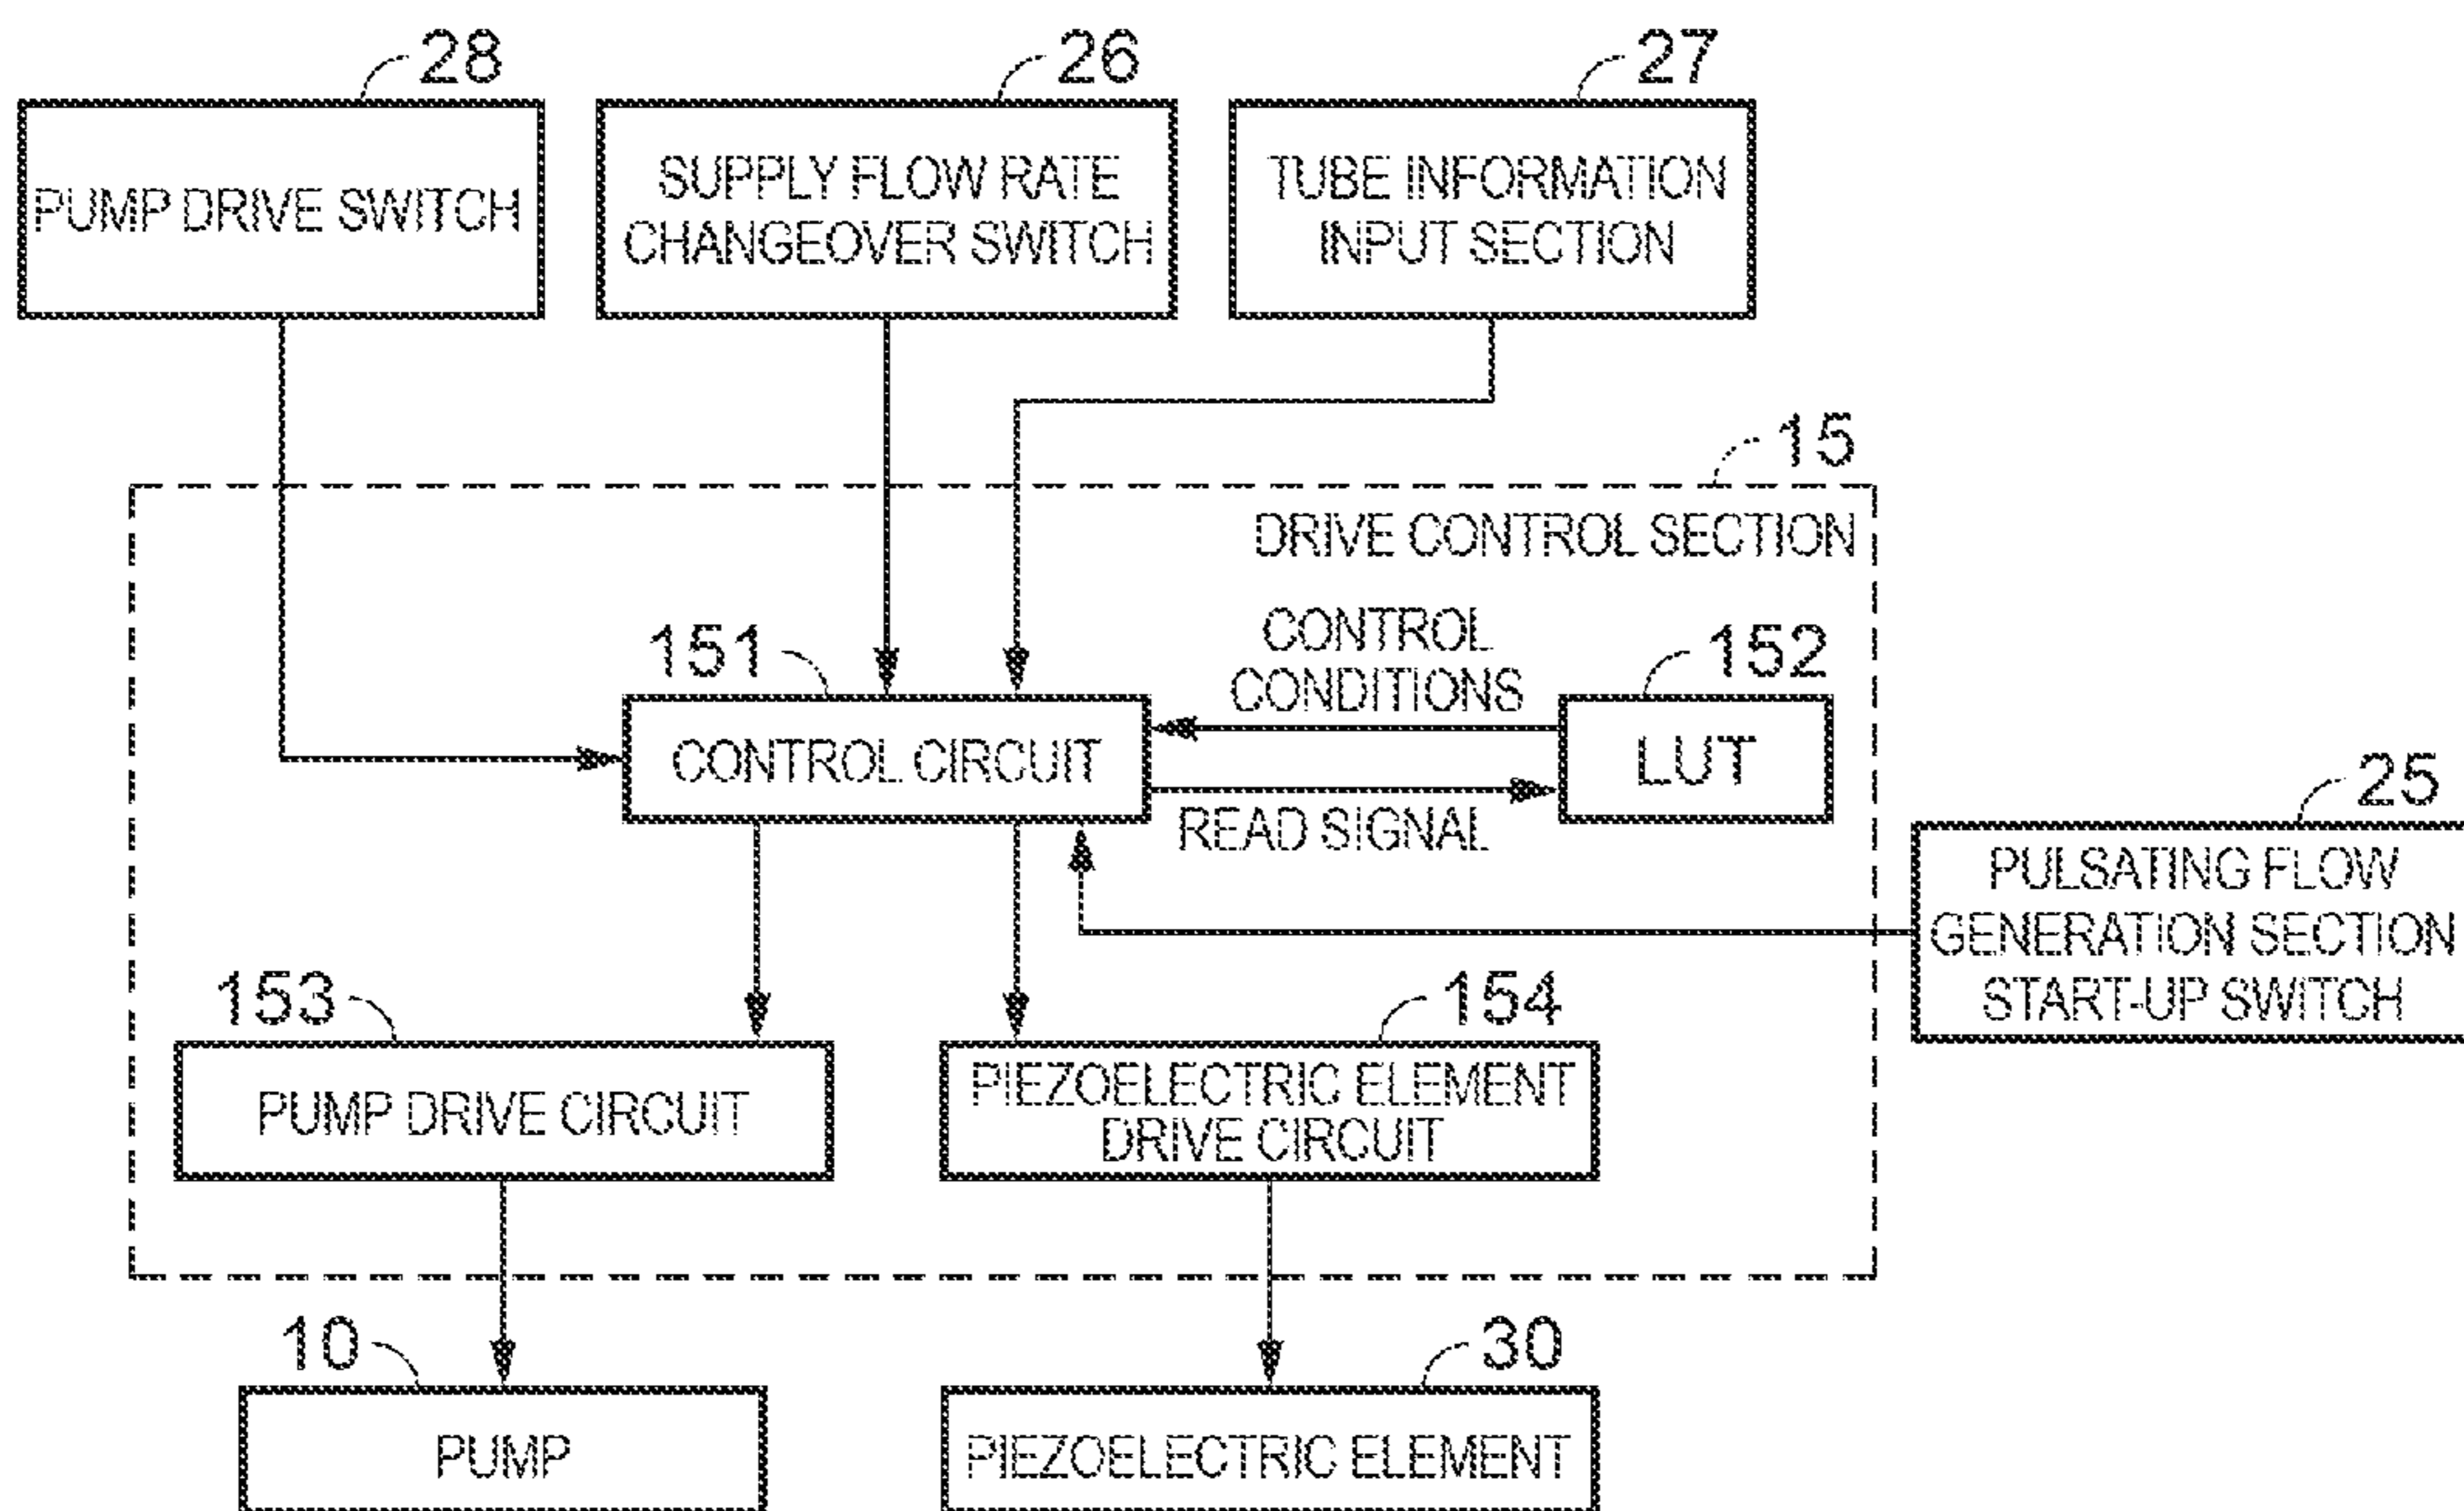 28
26
27
PUMP DRIVE SWITCH
SUPPLY FLOW RATE
CHANGEOVER SWITCH
TUBE INFORMATION
INPUT SECTION
15
DRIVE CONTROL SECTION
151
CONTROL
CONDITIONS
152
CONTROL CIRCUIT
LUT
READ SIGNAL
25
PULSATING FLOW
GENERATION SECTION
START-UP SWITCH
153
154
PUMP DRIVE CIRCUIT
PIEZOELECTRIC ELEMENT
DRIVE CIRCUIT
10
30
PUMP
PIEZOELECTRIC ELEMENT